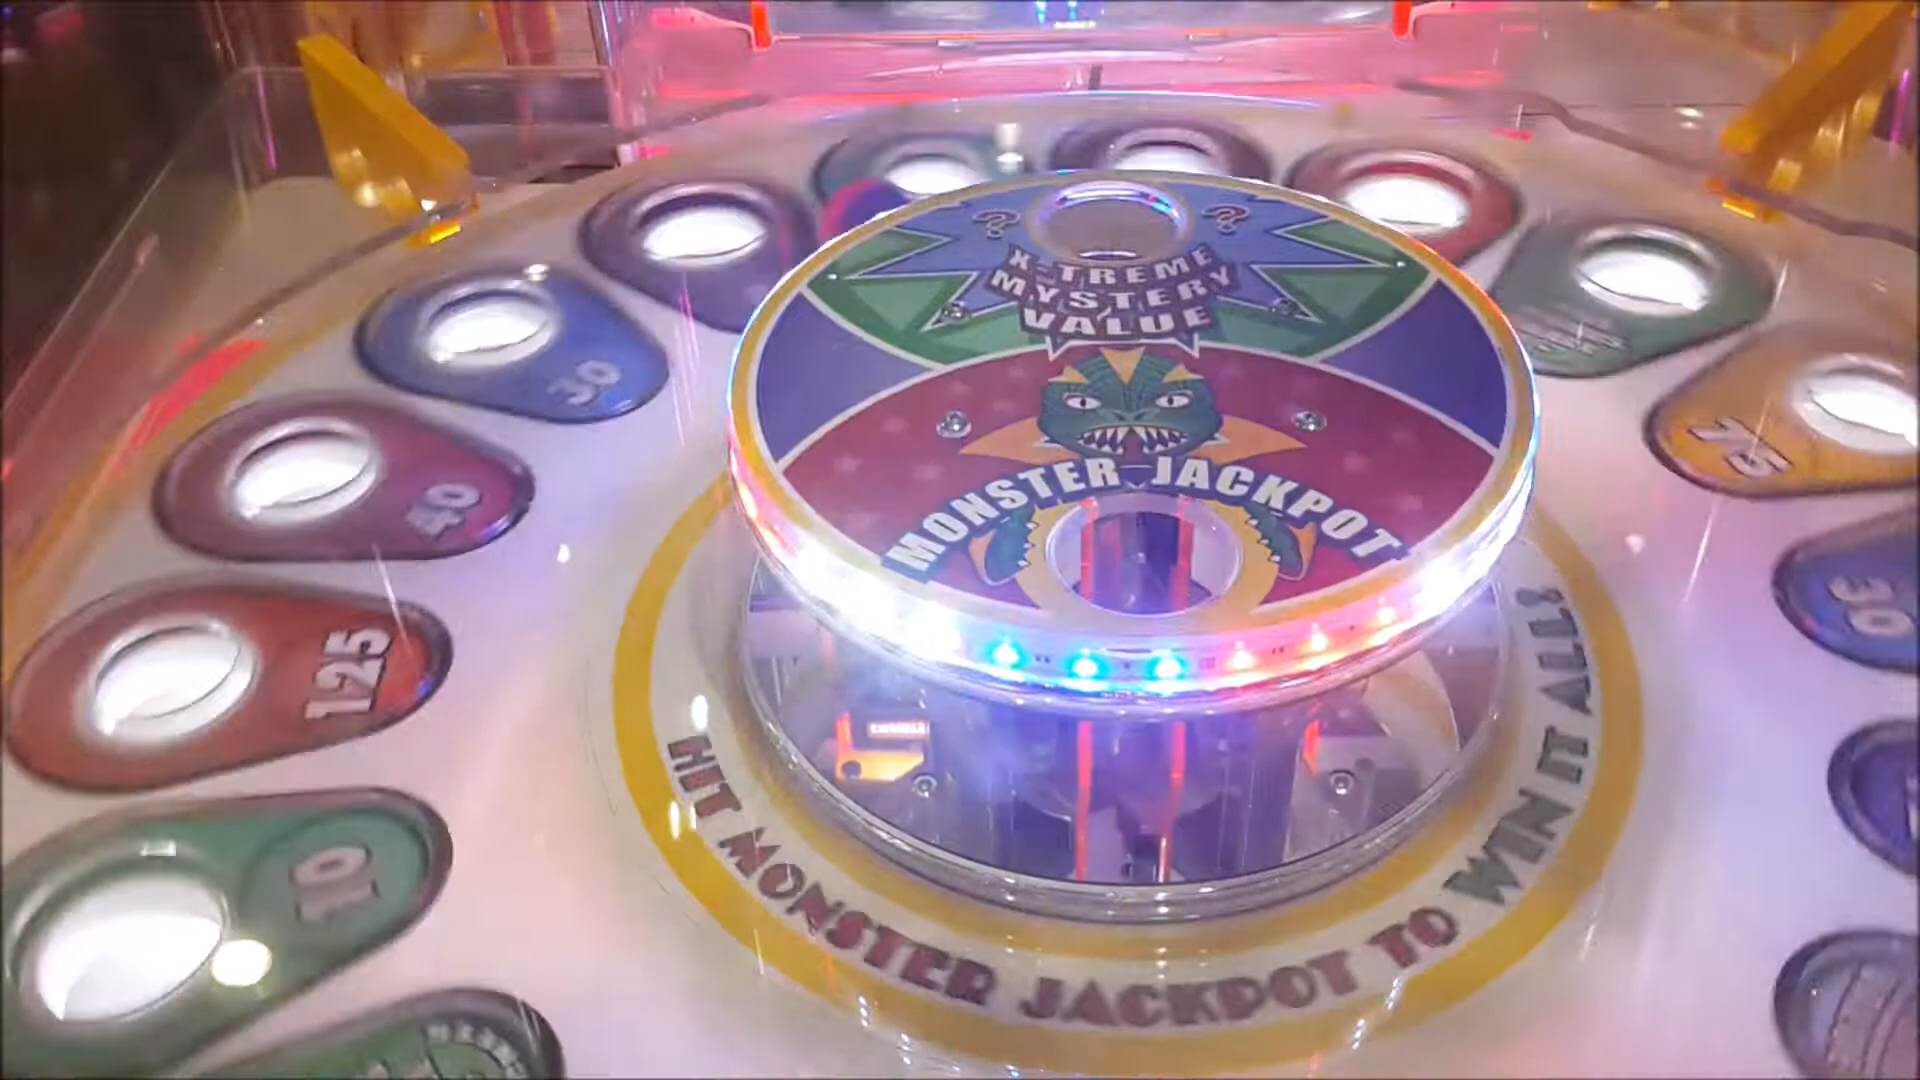 ? ?
X-TREME
MYSTERY
VALUE
MONSTER JACKPOT
30
40
125
10
75
30
HIT MONSTER JACKPOT TO WIN IT ALL!